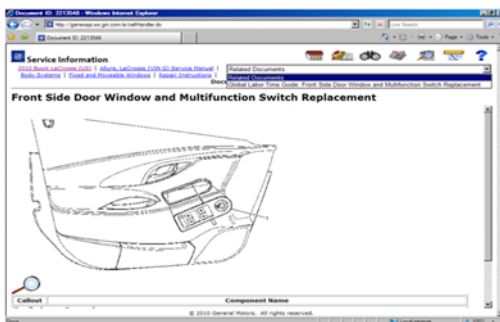 Document ID: 2213548 - Windows Internet Explorer
Live Search
Document ID: 2213548
Page
Tools
Service Information
2010 Buick LaCrosse (US) | Allure, LaCrosse (VIN G) Service Manual |
Body Systems | Fixed and Moveable Windows | Repair Instructions |
Related Documents
Related Documents
Global Labor Time Guide: Front Side Door Window and Multifunction Switch Replacement
Front Side Door Window and Multifunction Switch Replacement
Callout
Component Name
© 2010 General Motors. All rights reserved.